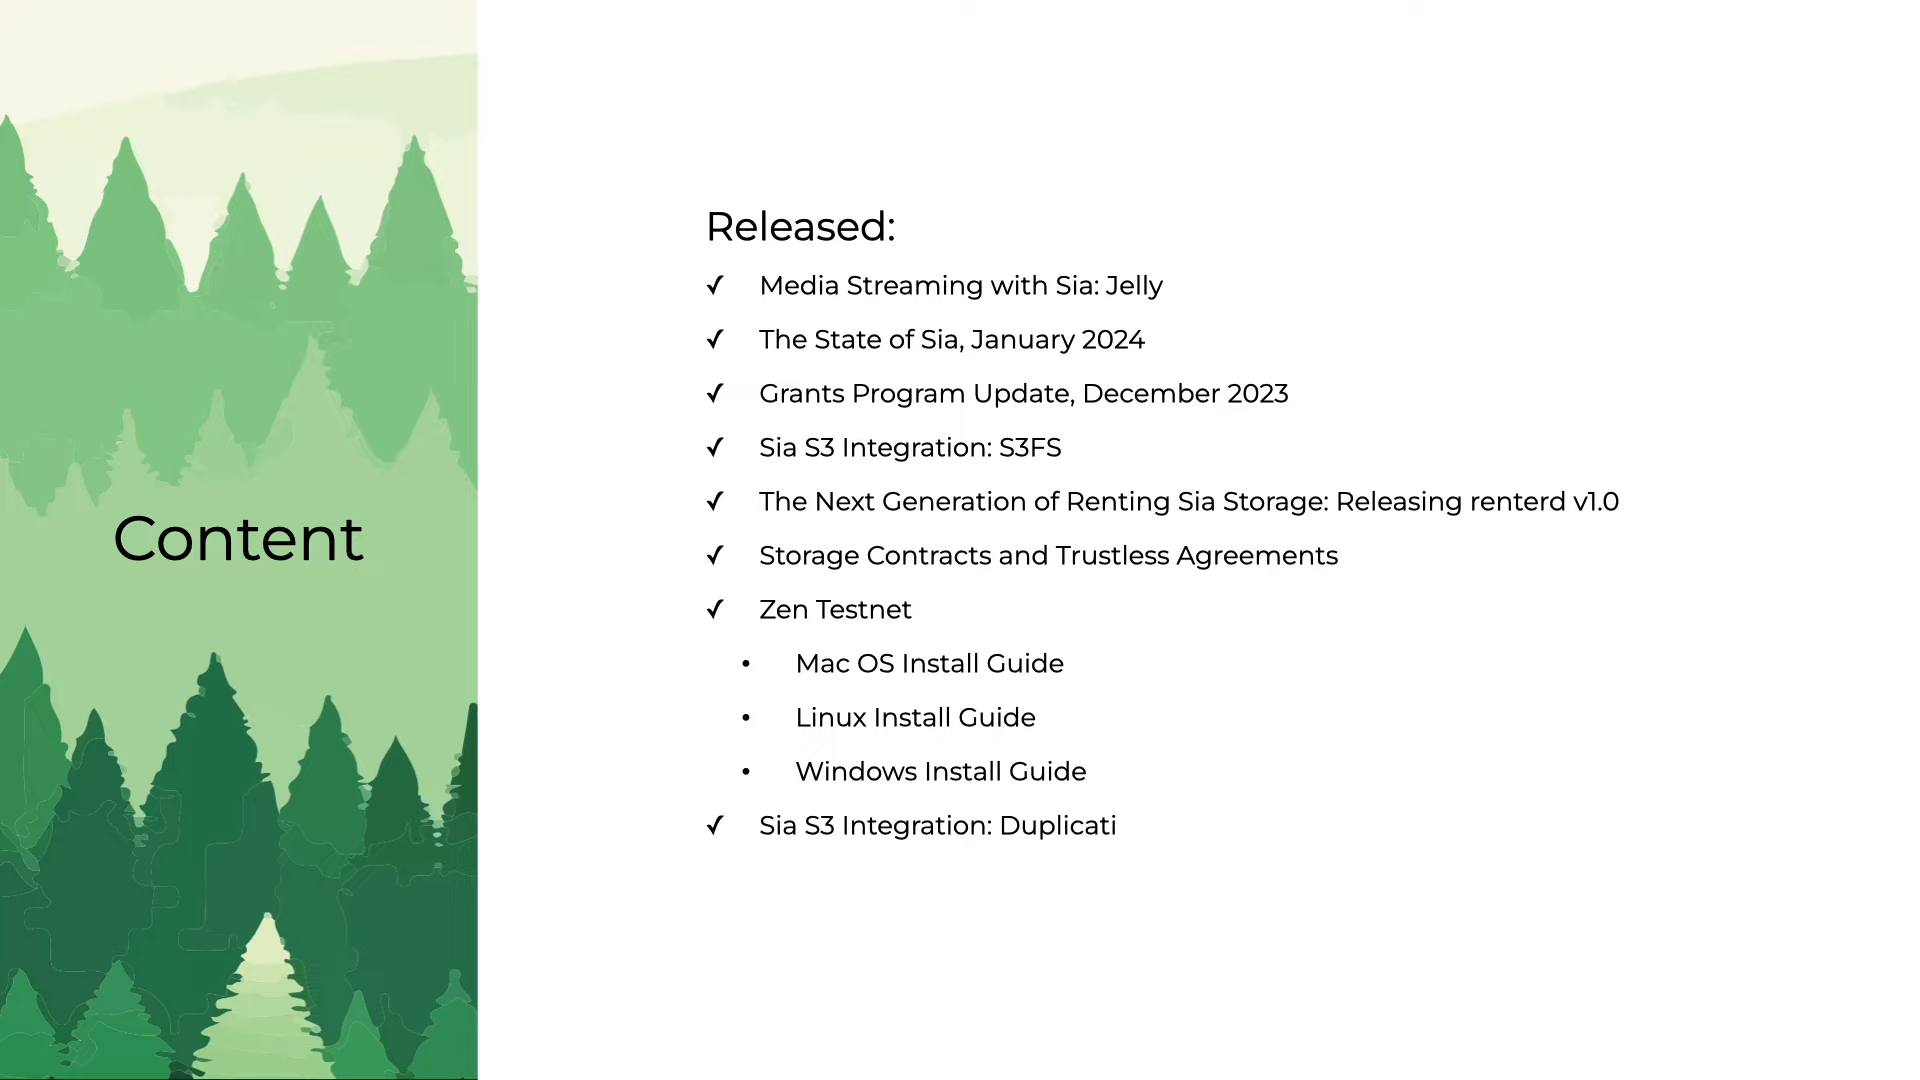 Content
Released:
✓ Media Streaming with Sia: Jelly
✓ The State of Sia, January 2024
✓ Grants Program Update, December 2023
✓ Sia S3 Integration: S3FS
✓ The Next Generation of Renting Sia Storage: Releasing renterd v1.0
✓ Storage Contracts and Trustless Agreements
✓ Zen Testnet
• Mac OS Install Guide
• Linux Install Guide
• Windows Install Guide
✓ Sia S3 Integration: Duplicati